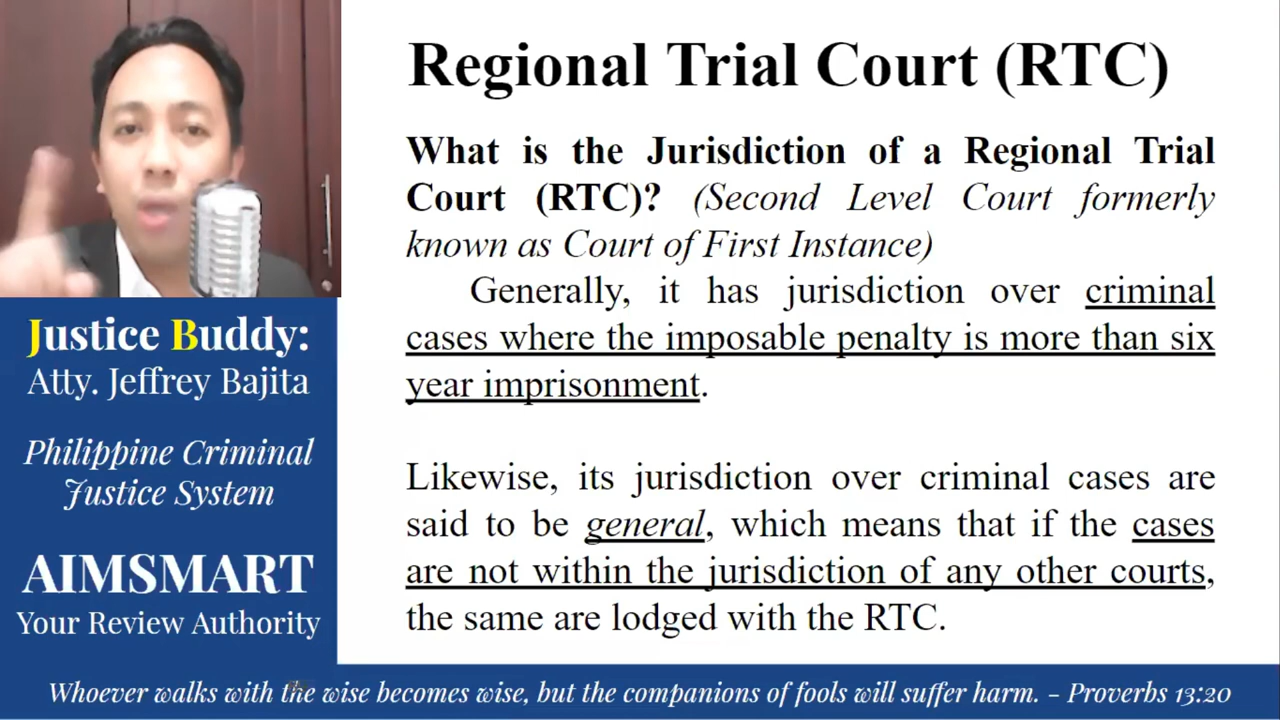 Regional Trial Court (RTC)
What is the Jurisdiction of a Regional Trial
Court (RTC)? (Second Level Court formerly
known as Court of First Instance)
Generally, it has jurisdiction over criminal
cases where the imposable penalty is more than six
year imprisonment.
Likewise, its jurisdiction over criminal cases are
said to be general, which means that if the cases
are not within the jurisdiction of any other courts,
the same are lodged with the RTC.
Justice Buddy:
Atty. Jeffrey Bajita
Philippine Criminal
Justice System
AIMSMART
Your Review Authority
Whoever walks with the wise becomes wise, but the companions of fools will suffer harm. – Proverbs 13:20